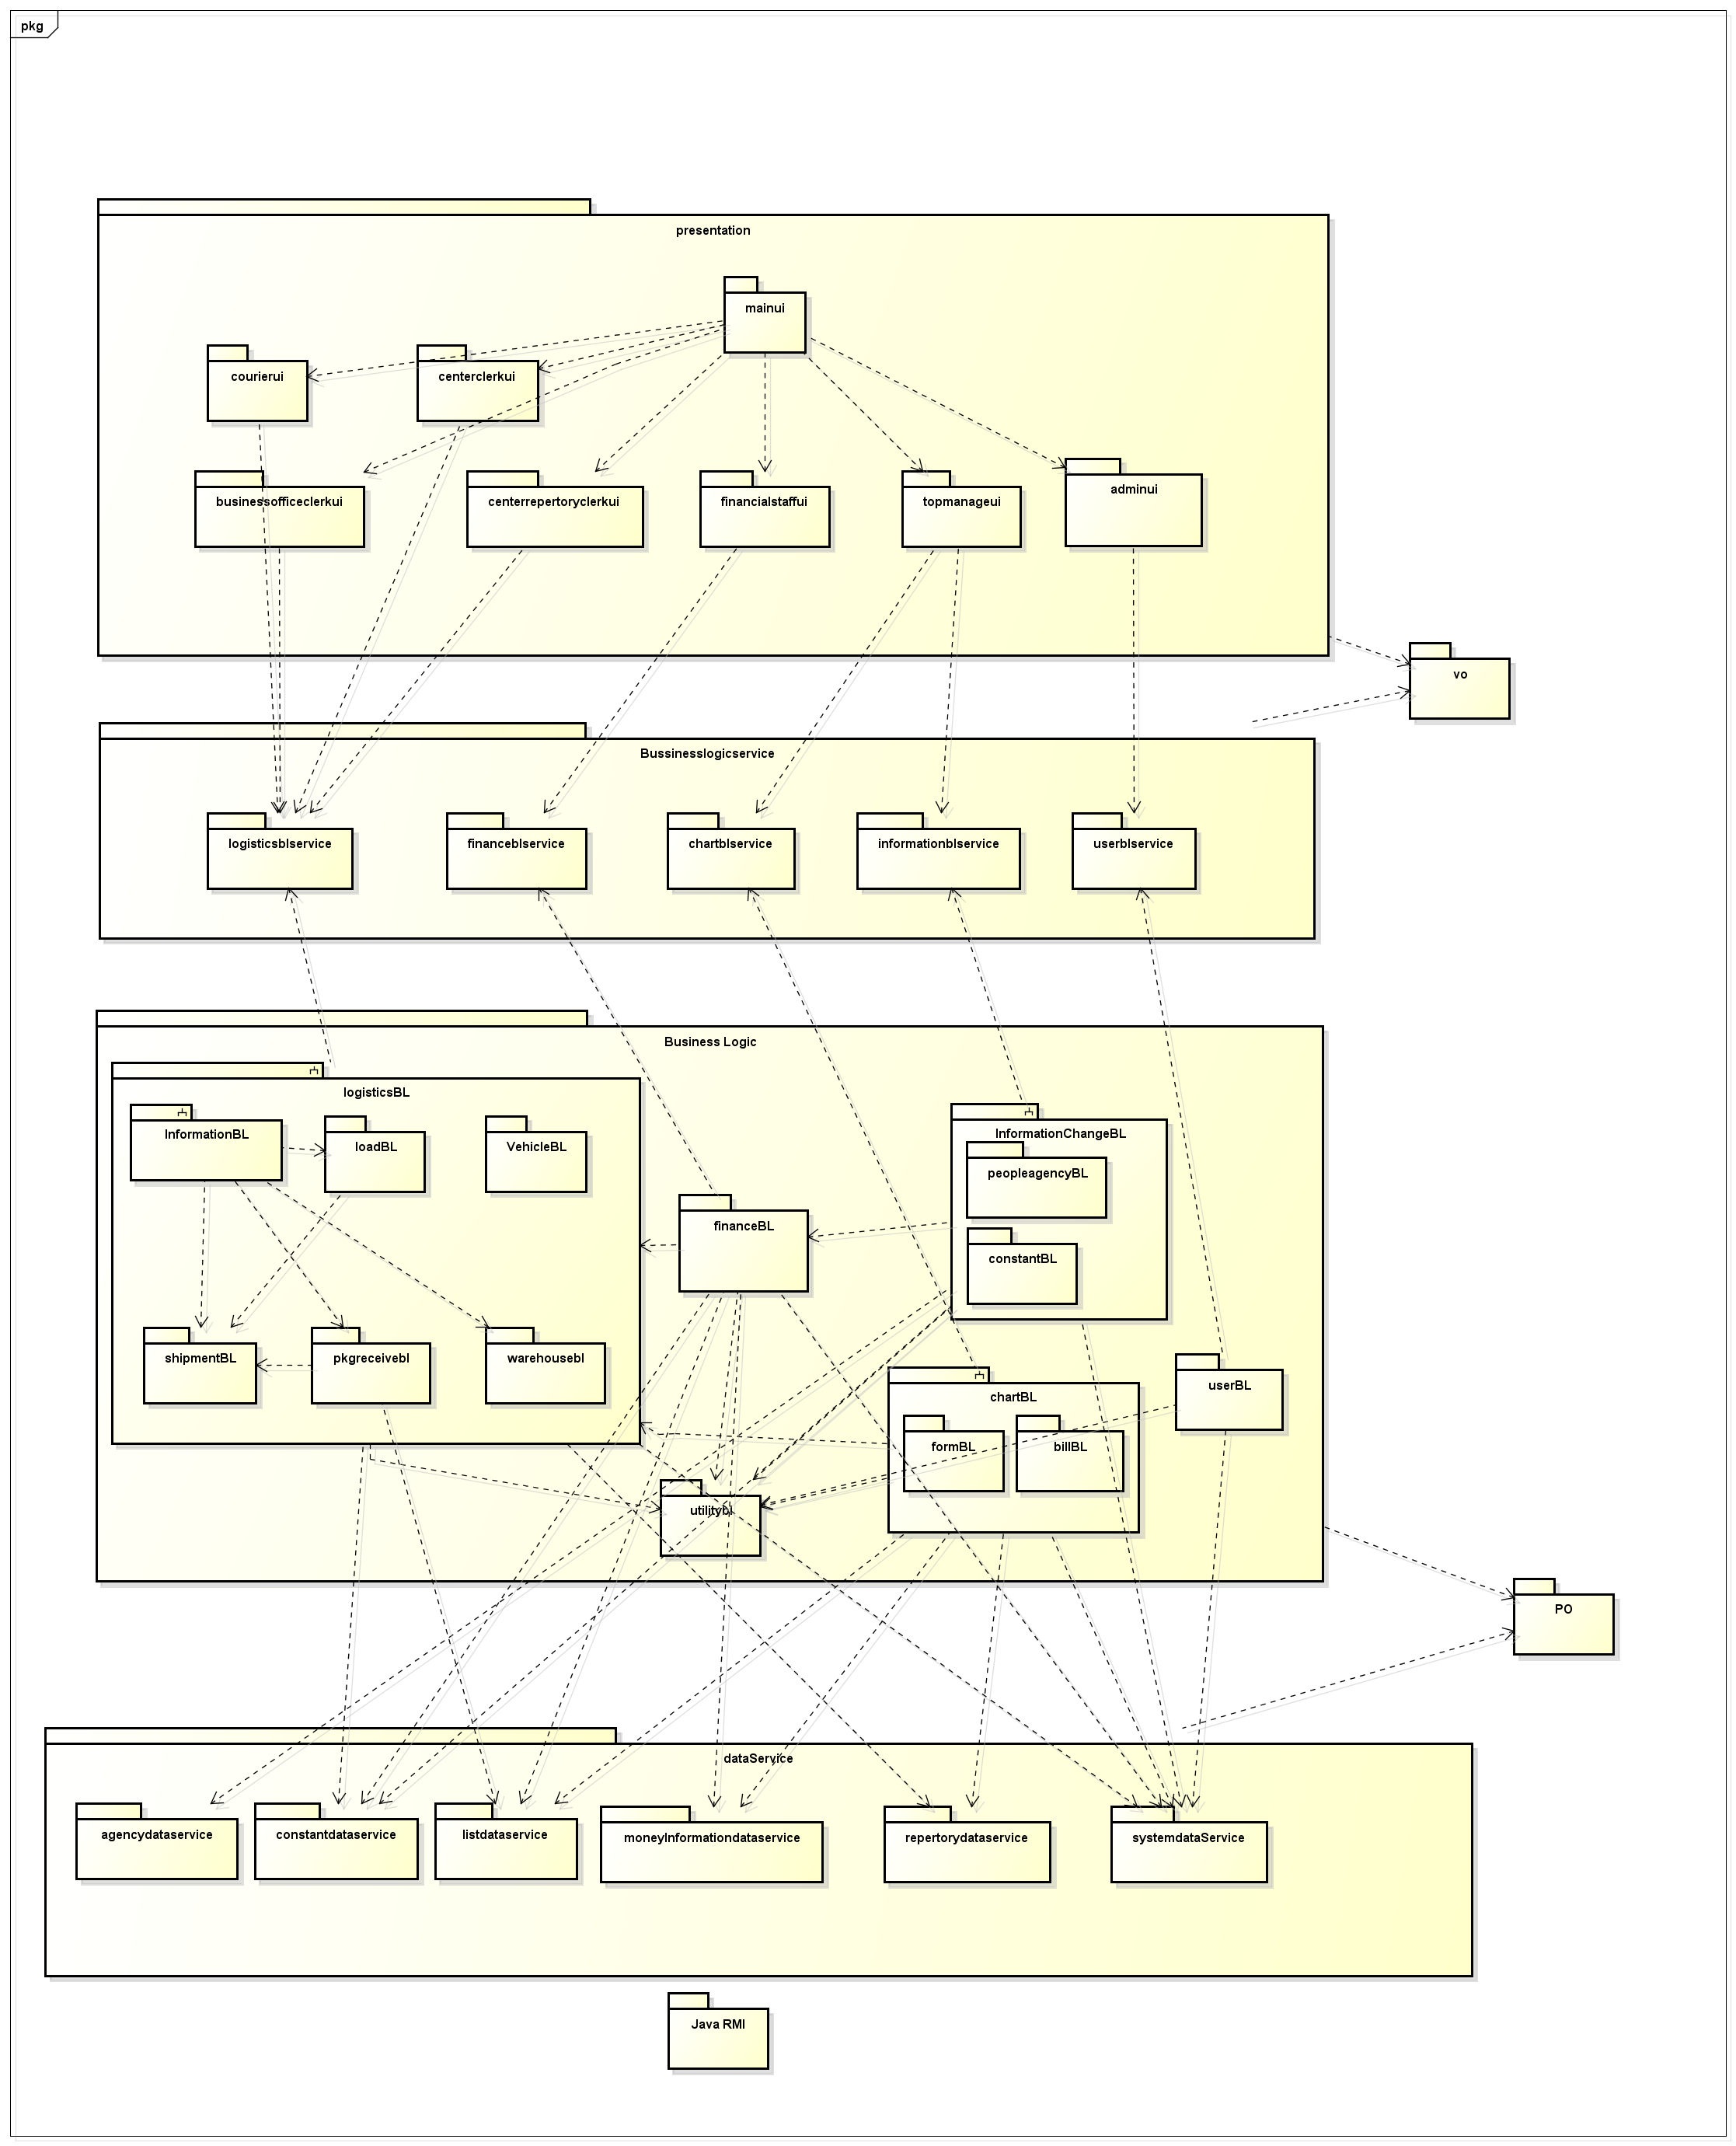 pkg
presentation
mainui
courierui
centerclerkui
businessofficeclerkui
centerrepertoryclerkui
financialstaffui
topmanageui
adminui
vo
Bussinesslogicservice
logisticsblservice
financeblservice
chartblservice
informationblservice
userblservice
Business Logic
logisticsBL
InformationBL
loadBL
VehicleBL
InformationChangeBL
peopleagencyBL
financeBL
constantBL
shipmentBL
pkgreceivebl
warehousebl
userBL
chartBL
formBL
billBL
utilitybl
PO
dataService
agencydataservice
constantdataservice
listdataservice
moneyInformationdataservice
repertorydataservice
systemdataService
Java RMI